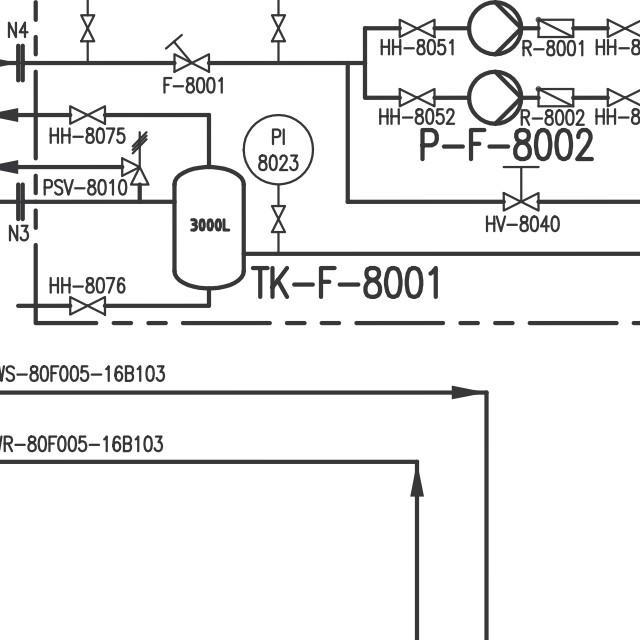 N4
F-8001
HH-8051
R-8001
HH-8
HH-8075
PI
8023
HH-8052
R-8002
HH-8
P-F-8002
PSV-8010
N3
3000L
HV-8040
HH-8076
TK-F-8001
WS-80F005-16B103
WR-80F005-16B103